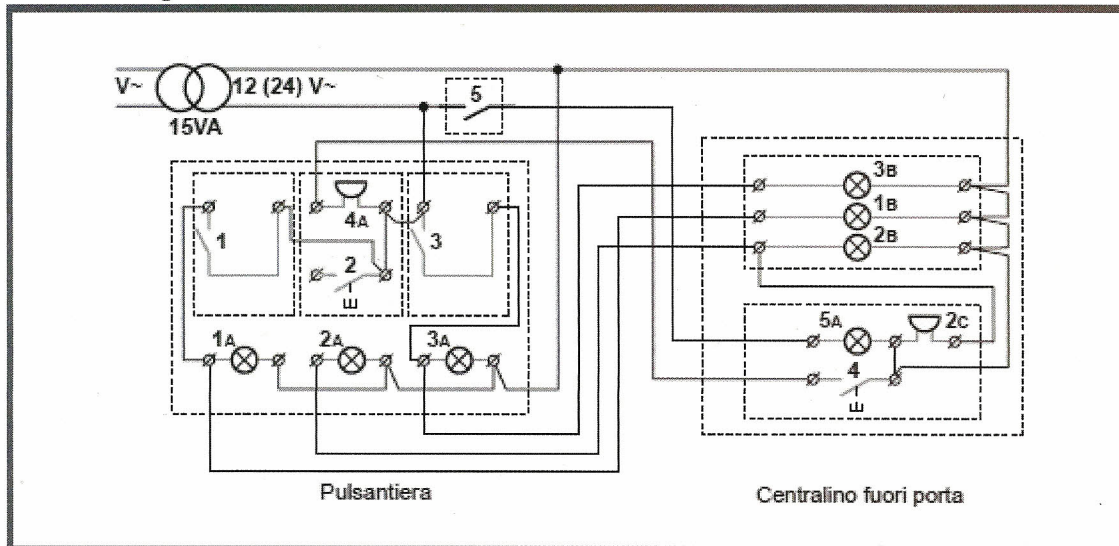 V~ 12 (24) V~
15VA
5
3B
1B
2B
4A
1
3
2
E
1A
2A
3A
5A
2C
4
E
Pulsantiera
Centralino fuori porta